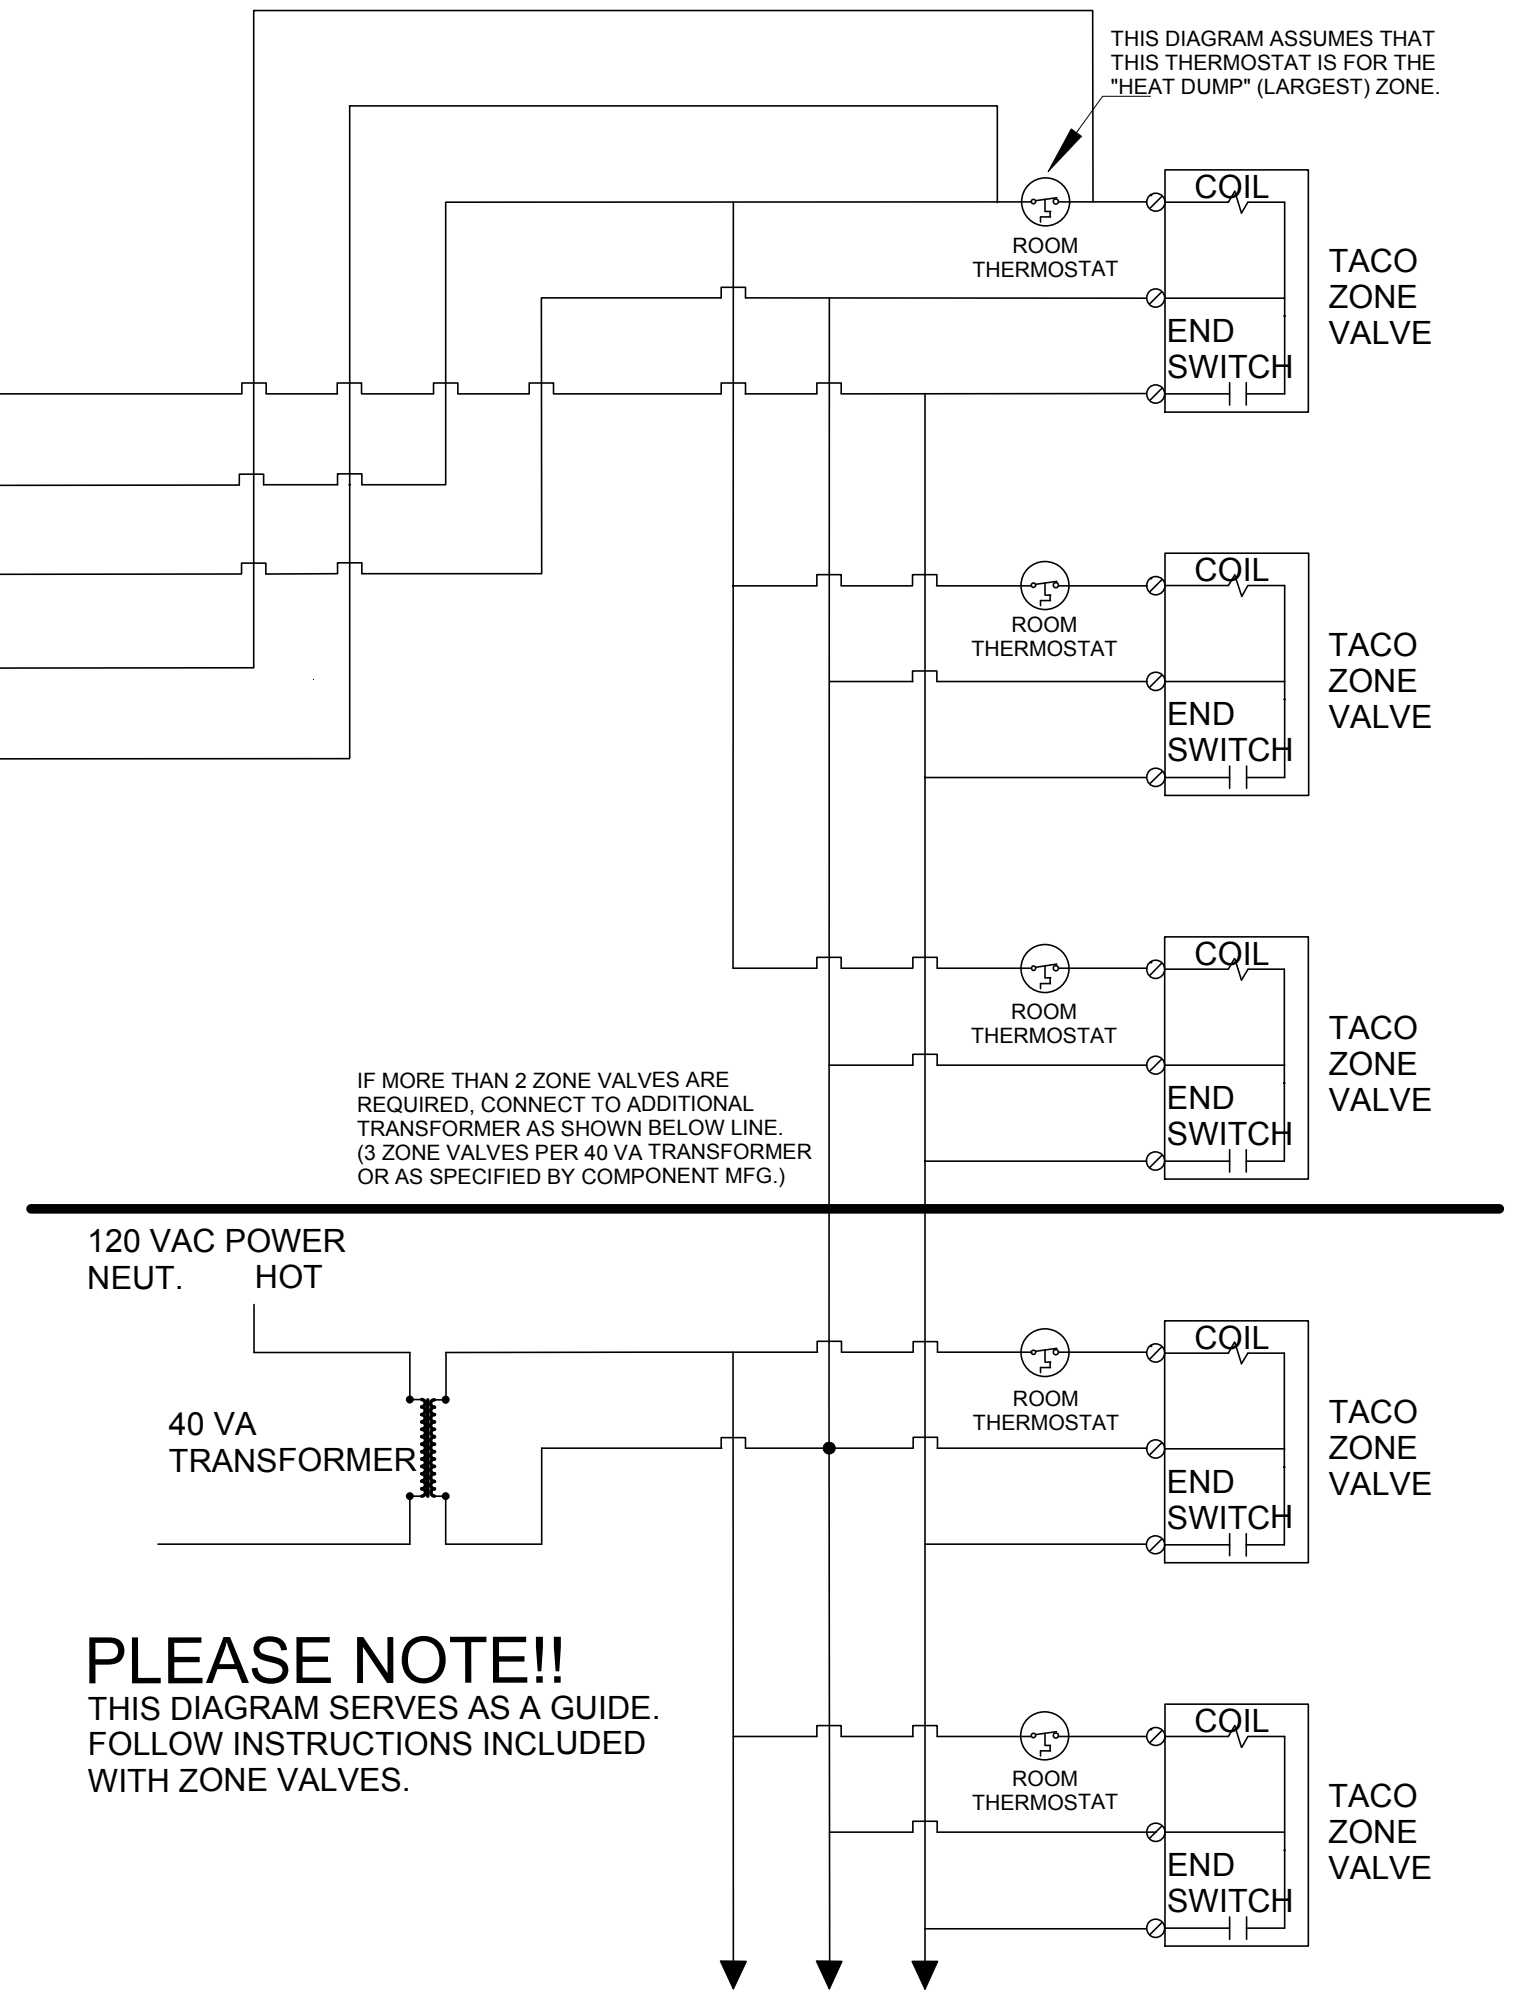 THIS DIAGRAM ASSUMES THAT
THIS THERMOSTAT IS FOR THE
"HEAT DUMP" (LARGEST) ZONE.
COIL
ROOM
THERMOSTAT
TACO
ZONE
VALVE
END
SWITCH
COIL
ROOM
THERMOSTAT
TACO
ZONE
VALVE
END
SWITCH
COIL
ROOM
THERMOSTAT
TACO
ZONE
VALVE
END
SWITCH
IF MORE THAN 2 ZONE VALVES ARE
REQUIRED, CONNECT TO ADDITIONAL
TRANSFORMER AS SHOWN BELOW LINE.
(3 ZONE VALVES PER 40 VA TRANSFORMER
OR AS SPECIFIED BY COMPONENT MFG.)
120 VAC POWER
NEUT. HOT
40 VA
TRANSFORMER
COIL
ROOM
THERMOSTAT
TACO
ZONE
VALVE
END
SWITCH
PLEASE NOTE!!
THIS DIAGRAM SERVES AS A GUIDE.
FOLLOW INSTRUCTIONS INCLUDED
WITH ZONE VALVES.
COIL
ROOM
THERMOSTAT
TACO
ZONE
VALVE
END
SWITCH